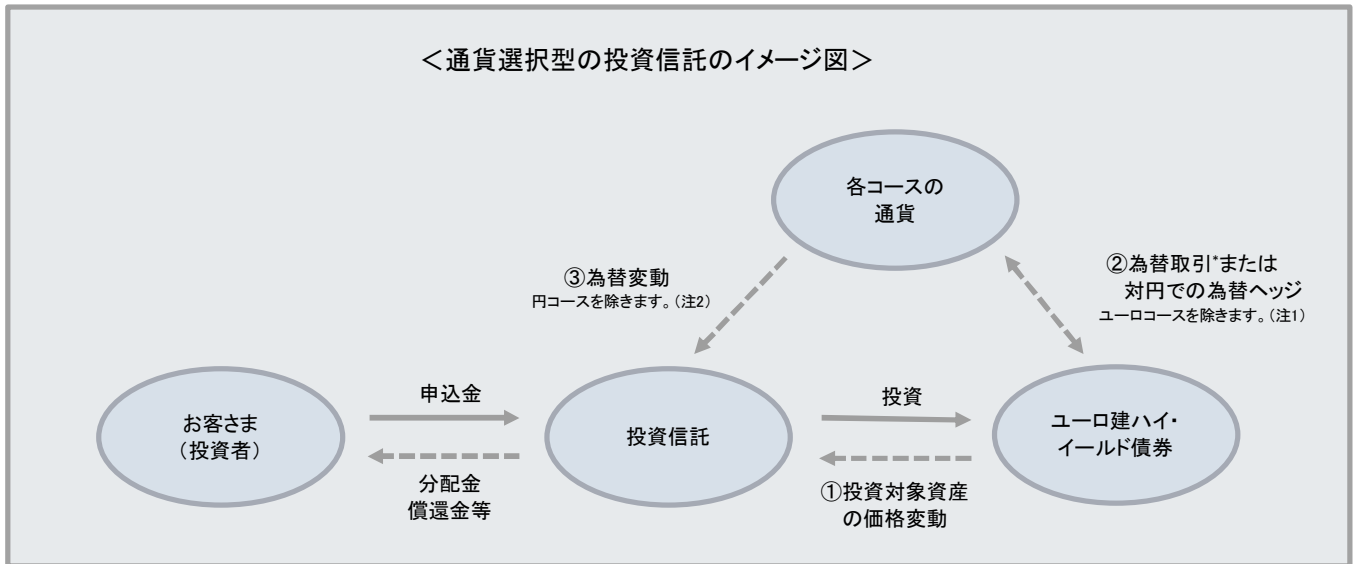 ＜通貨選択型の投資信託のイメージ図＞
各コースの
通貨
③為替変動
円コースを除きます。（注2）
②為替取引*または
対円での為替ヘッジ
ユーロコースを除きます。（注1）
お客さま
（投資者）
申込金
分配金
償還金等
投資信託
投資
①投資対象資産
の価格変動
ユーロ建ハイ・
イールド債券